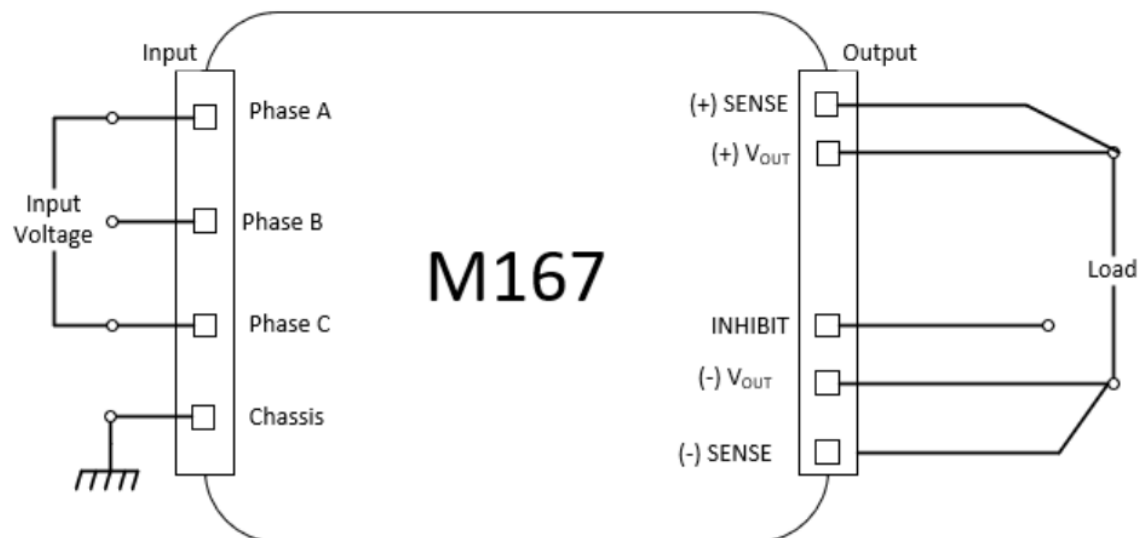 Input
Output
Phase A
(+) SENSE
(+) VOUT
Input
Voltage
Phase B
M167
Load
Phase C
INHIBIT
(-) VOUT
Chassis
(-) SENSE